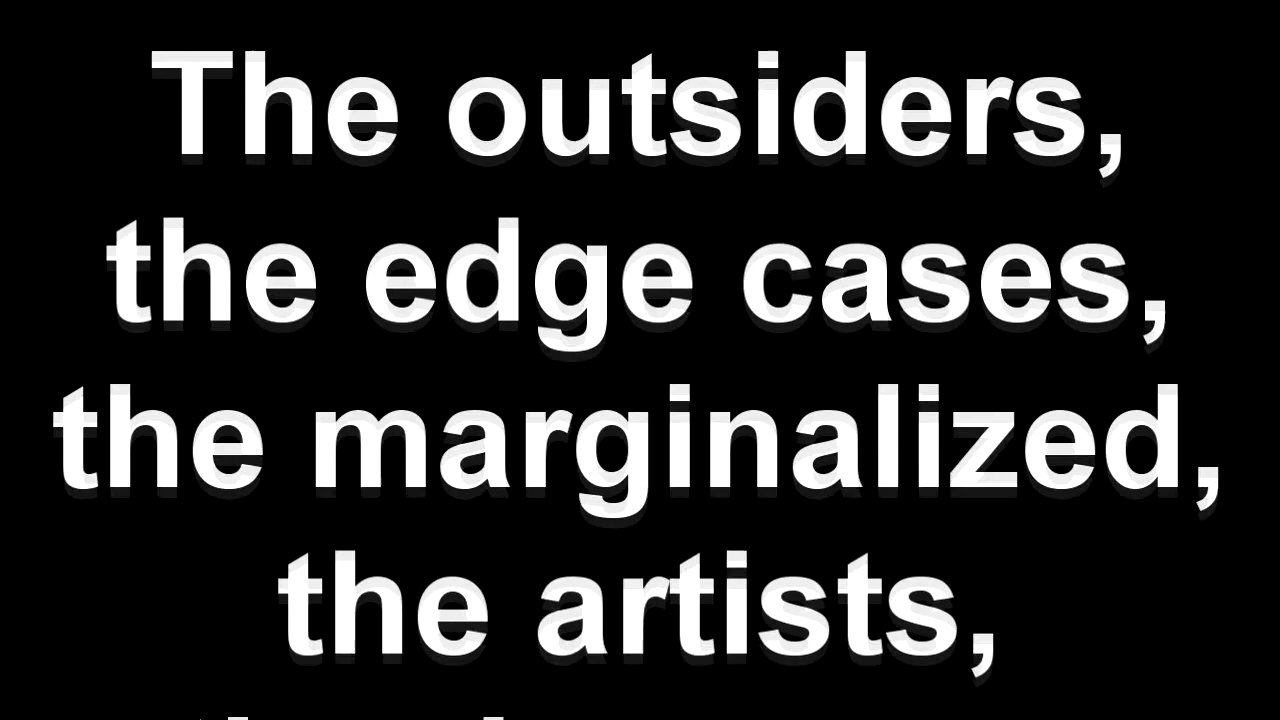 The outsiders,
the edge cases,
the marginalized,
the artists,